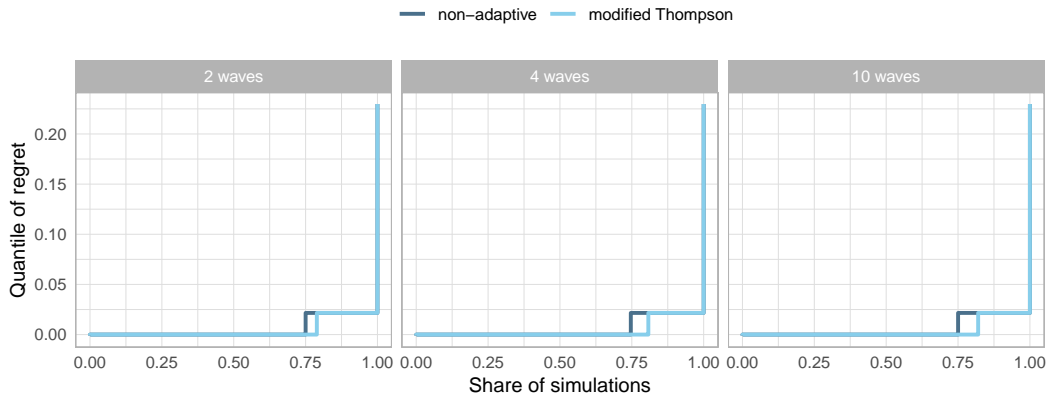 non−adaptive modified Thompson
2 waves 4 waves 10 waves
Quantile of regret
0.20
0.15
0.10
0.05
0.00
0.00 0.25 0.50 0.75 1.00 0.00 0.25 0.50 0.75 1.00 0.00 0.25 0.50 0.75 1.00
Share of simulations